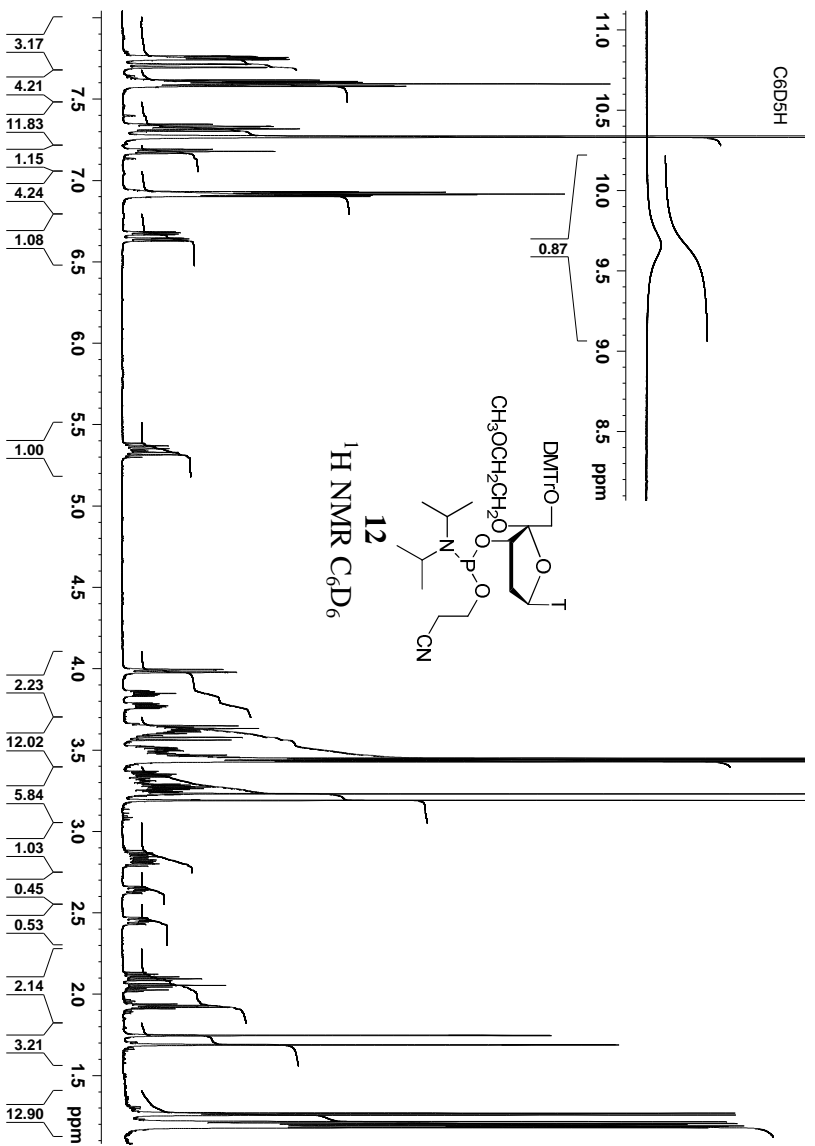 C6D5H
11.0 10.5 10.0 9.5 9.0 8.5 ppm
0.87
DMTrO
O
T
CH₃OCH₂CH₂O
O
P
O
N
CN
12
¹H NMR C₆D₆
7.5 7.0 6.5 6.0 5.5 5.0 4.5 4.0 3.5 3.0 2.5 2.0 1.5 ppm
3.17 4.21 11.83 1.15 4.24 1.08 1.00 2.23 12.02 5.84 1.03 0.45 0.53 2.14 3.21 12.90